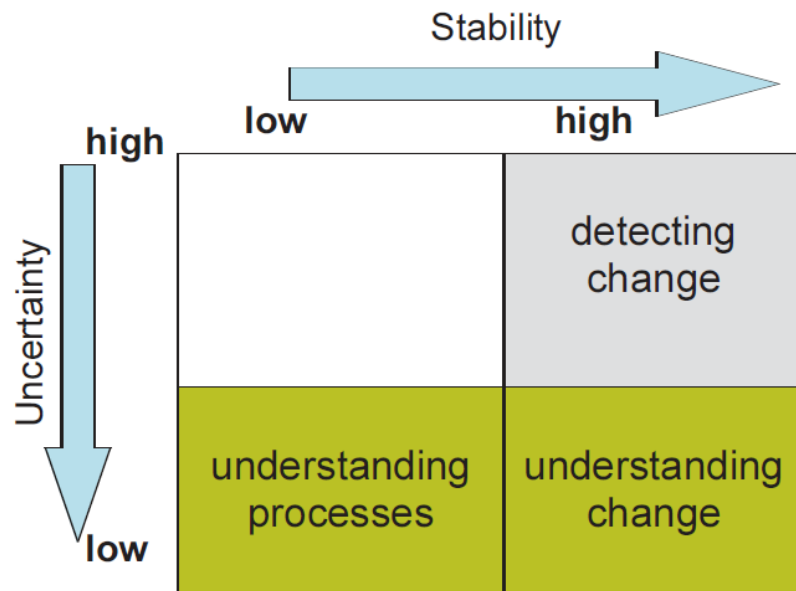 Stability
low
high
high
Uncertainty
low
detecting
change
understanding
processes
understanding
change